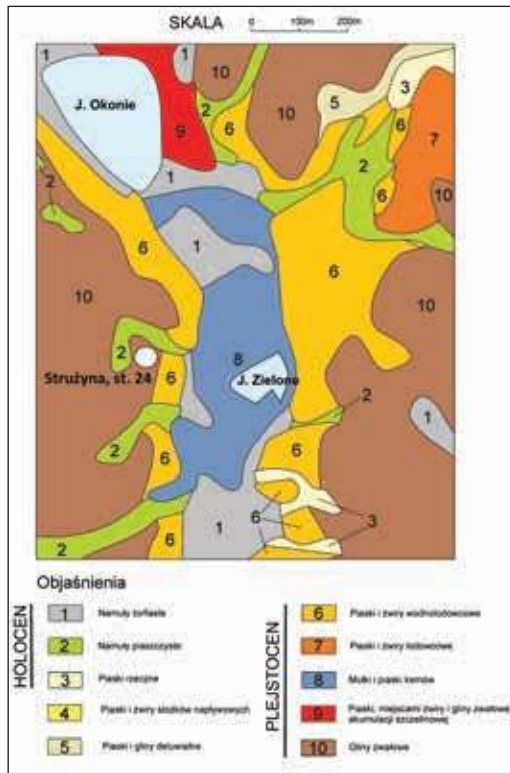 SKALA 0 100m 200m
1
1
J. Okonie
10
2
9
6
10
5
3
6
7
2
1
2
6
10
6
1
6
10
10
8
2
Strużyna, st. 24
6
J. Zielone
2
1
2
6
6
6
1
3
2
6
Objaśnienia
HOLOCEN
1 Namuły torfiaste
2 Namuły piaszczyste
3 Piaski rzeczne
4 Piaski i żwiry stożków napływowych
5 Piaski i gliny deluwialne
PLEJSTOCEN
6 Piaski i żwiry wodnolodowcowe
7 Piaski i żwiry lodowcowe
8 Mułki i piaski kemów
9 Piaski, miejscami żwiry i gliny zwałowe akumulacji szczelinowej
10 Gliny zwałowe